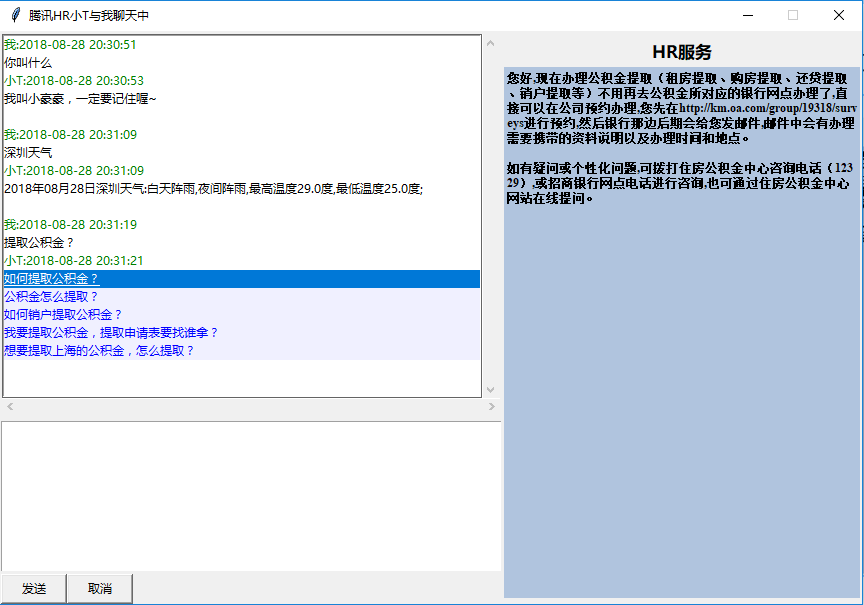 腾讯HR小T与我聊天中
我:2018-08-28 20:30:51
你叫什么
小T:2018-08-28 20:30:53
我叫小豪豪，一定要记住喔~
我:2018-08-28 20:31:09
深圳天气
小T:2018-08-28 20:31:09
2018年08月28日深圳天气:白天阵雨,夜间阵雨,最高温度29.0度,最低温度25.0度;
我:2018-08-28 20:31:19
提取公积金？
小T:2018-08-28 20:31:21
如何提取公积金？
公积金怎么提取？
如何销户提取公积金？
我要提取公积金，提取申请表要找谁拿？
想要提取上海的公积金，怎么提取？
发送
取消
HR服务
您好,现在办理公积金提取（租房提取、购房提取、还贷提取
、销户提取等）不用再去公积金所对应的银行网点办理了,直
接可以在公司预约办理,您先在http://km.oa.com/group/19318/surv
eys进行预约,然后银行那边后期会给您发邮件,邮件中会有办理
需要携带的资料说明以及办理时间和地点。
如有疑问或个性化问题,可拨打住房公积金中心咨询电话（123
29）,或招商银行网点电话进行咨询,也可通过住房公积金中心
网站在线提问。